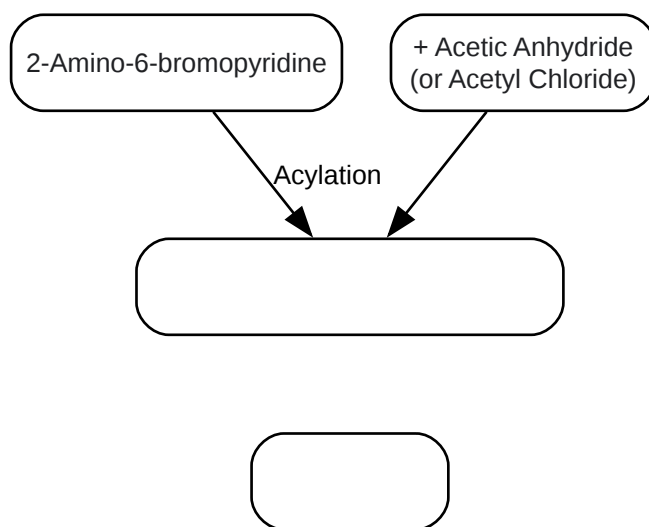 2-Amino-6-bromopyridine
+ Acetic Anhydride
(or Acetyl Chloride)
Acylation